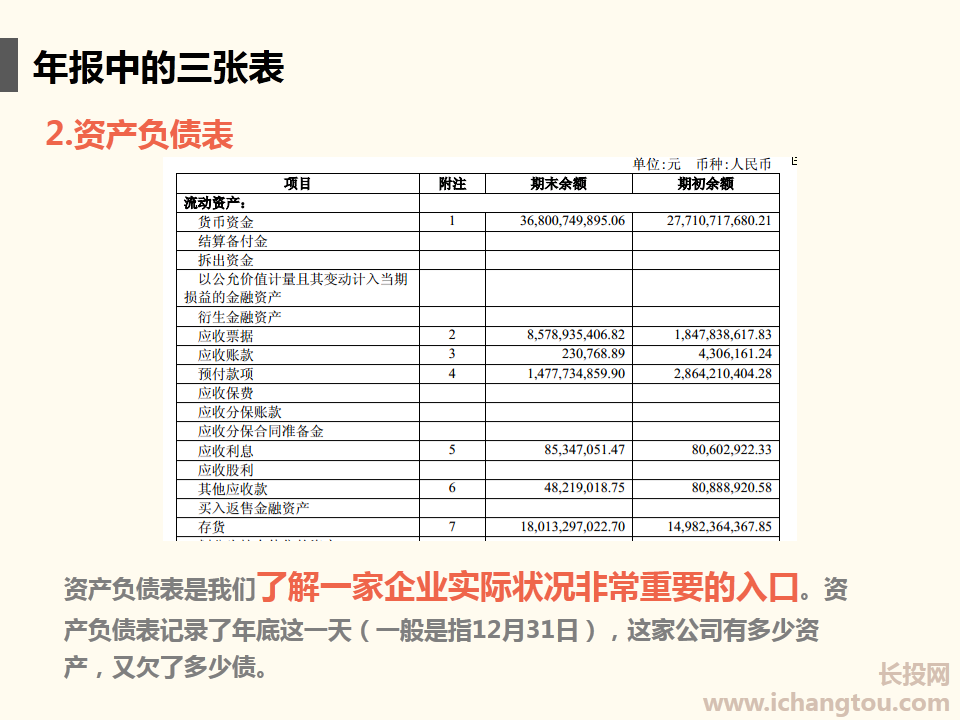 年报中的三张表
2.资产负债表
单位:元 币种:人民币
项目 附注 期末余额 期初余额
流动资产：
货币资金 1 36,800,749,895.06 27,710,717,680.21
结算备付金
拆出资金
以公允价值计量且其变动计入当期
损益的金融资产
衍生金融资产
应收票据 2 8,578,935,406.82 1,847,838,617.83
应收账款 3 230,768.89 4,306,161.24
预付款项 4 1,477,734,859.90 2,864,210,404.28
应收保费
应收分保账款
应收分保合同准备金
应收利息 5 85,347,051.47 80,602,922.33
应收股利
其他应收款 6 48,219,018.75 80,888,920.58
买入返售金融资产
存货 7 18,013,297,022.70 14,982,364,367.85
资产负债表是我们了解一家企业实际状况非常重要的入口。资
产负债表记录了年底这一天（一般是指12月31日），这家公司有多少资
产，又欠了多少债。
长投网
www.ichangtou.com